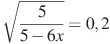 √(5/(5−6x)) = 0,2